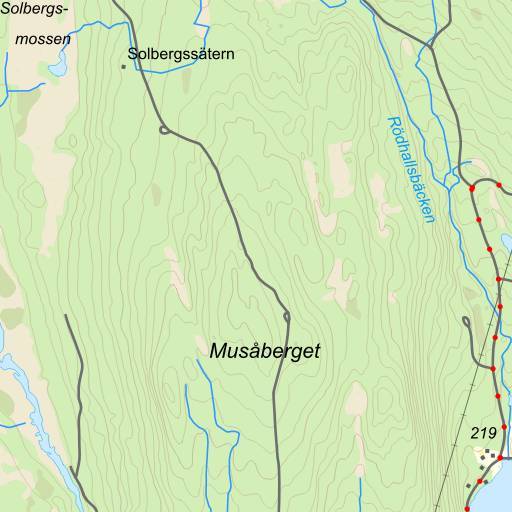 Solbergs-
mossen
Solbergssätern
Rödhallsbäcken
Musåberget
219